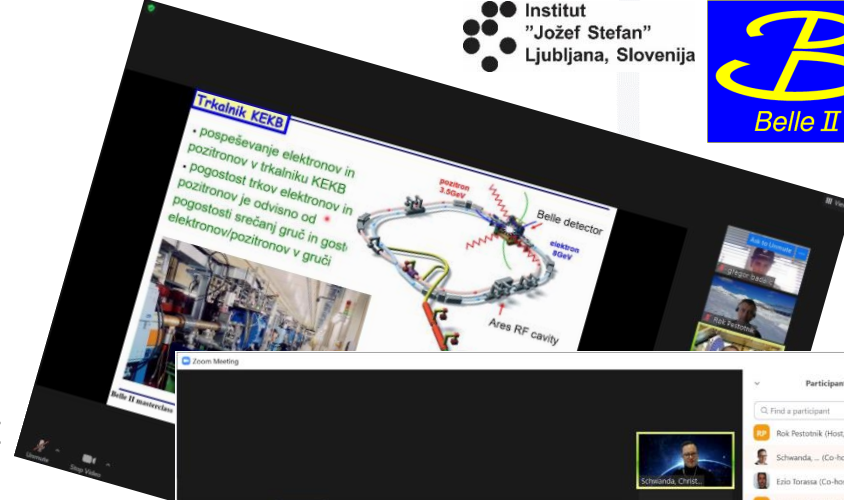 Institut
"Jožef Stefan"
Ljubljana, Slovenija
Belle II
Trkalnik KEKB
• pospeševanje elektronov in
pozitronov v trkalniku KEKB
• pogostost trkov elektronov in
pozitronov je odvisno od
pogostosti srečanj gruč in gost
elektronov/pozitronov v gruči
pozitron
3.5GeV
Belle detector
elektron
8GeV
Ares RF cavity
Belle II masterclass
Ask to Unmute
gregor
Rok Pestotnik
Unmute
Stop Video
Zoom Meeting
Schwanda, Christ...
Participan
Find a participant
RP Rok Pestotnik (Host,
Schwanda, ... (Co-ho
Ezio Torassa (Co-hos